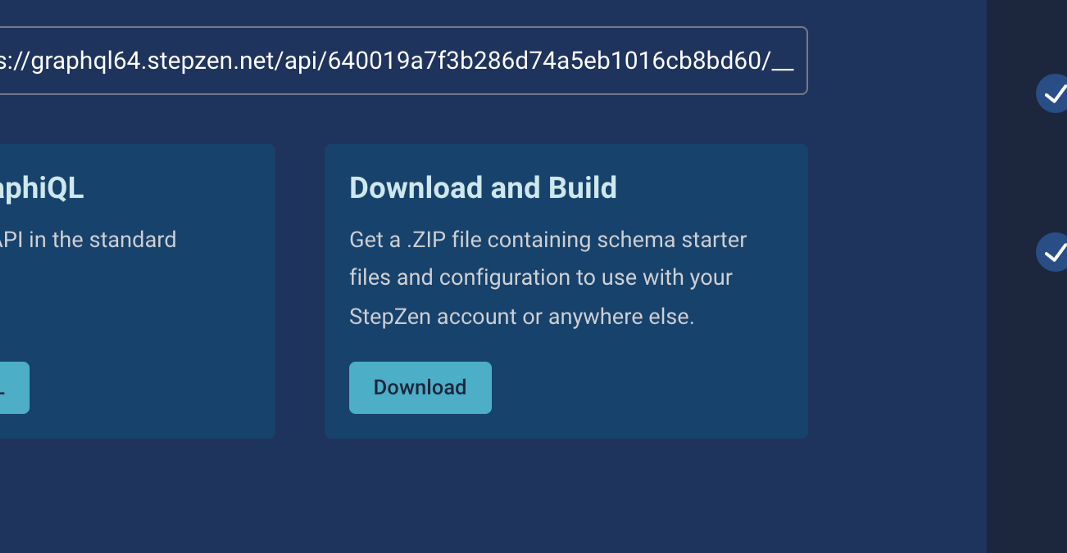 s://graphql64.stepzen.net/api/640019a7f3b286d74a5eb1016cb8bd60/__
aphiQL
API in the standard
Download and Build
Get a .ZIP file containing schema starter
files and configuration to use with your
StepZen account or anywhere else.
Download